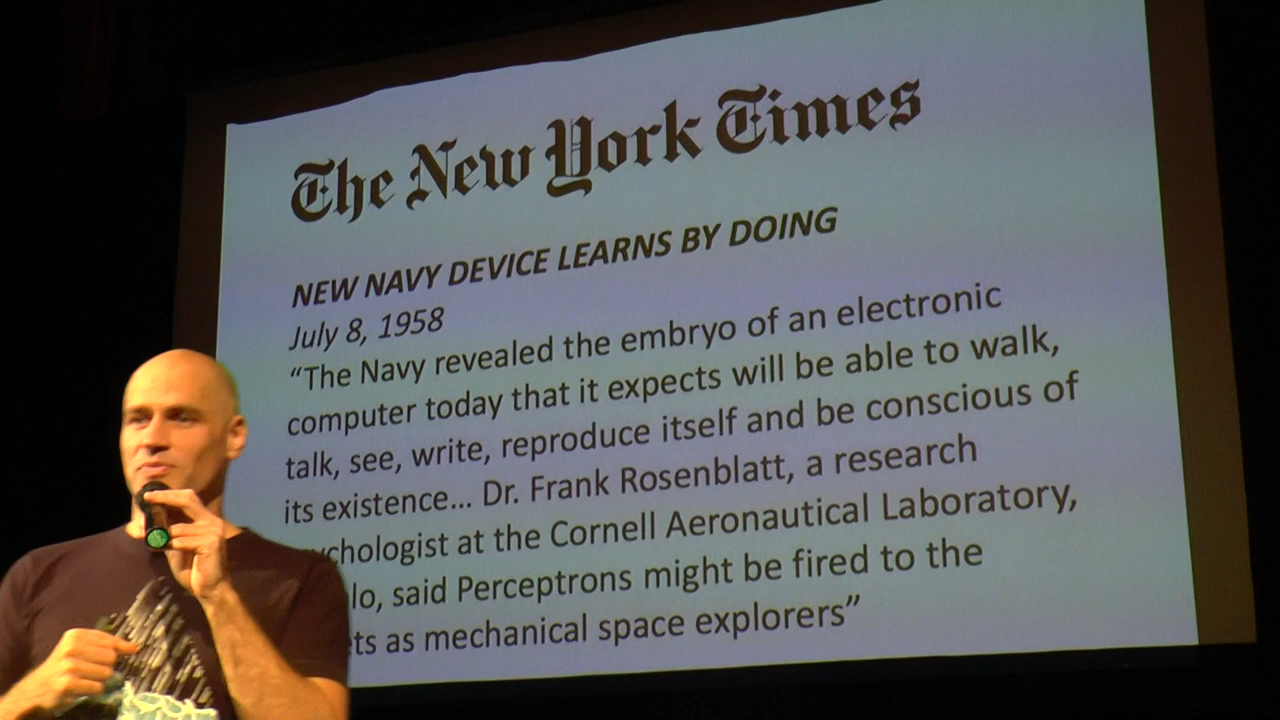 The New York Times
NEW NAVY DEVICE LEARNS BY DOING
July 8, 1958
“The Navy revealed the embryo of an electronic
computer today that it expects will be able to walk,
talk, see, write, reproduce itself and be conscious of
its existence... Dr. Frank Rosenblatt, a research
ychologist at the Cornell Aeronautical Laboratory,
lo, said Perceptrons might be fired to the
ets as mechanical space explorers”